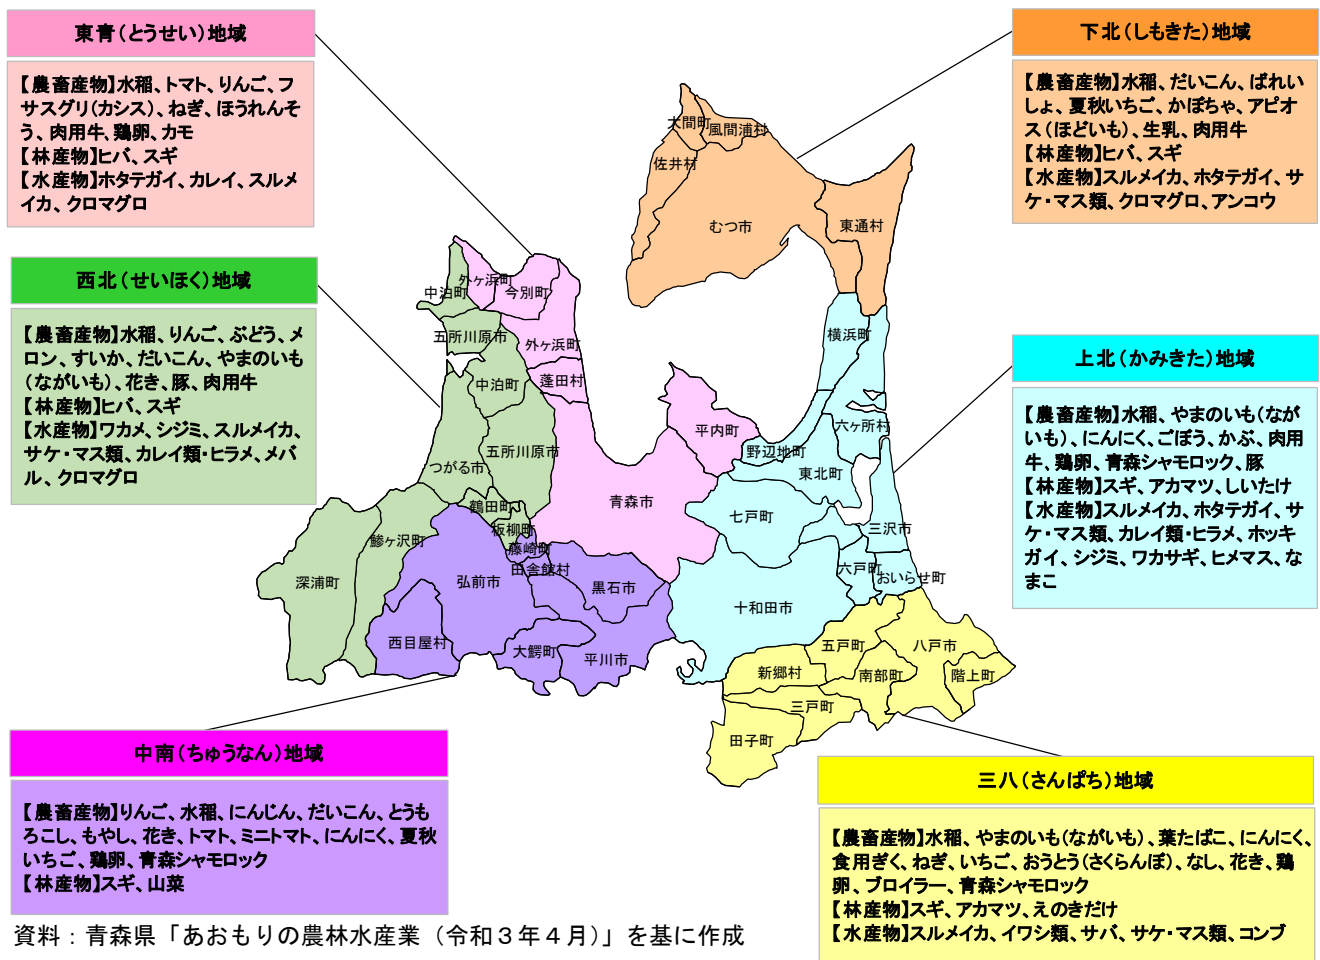 東青(とうせい)地域
【農畜産物】水稲、トマト、りんご、フ
サスグリ(カシス)、ねぎ、ほうれんそ
う、肉用牛、鶏卵、カモ
【林産物】ヒバ、スギ
【水産物】ホタテガイ、カレイ、スルメ
イカ、クロマグロ
西北(せいほく)地域
【農畜産物】水稲、りんご、ぶどう、メ
ロン、すいか、だいこん、やまのいも
(ながいも)、花き、豚、肉用牛
【林産物】ヒバ、スギ
【水産物】ワカメ、シジミ、スルメイカ、
サケ・マス類、カレイ類・ヒラメ、メバ
ル、クロマグロ
中南(ちゅうなん)地域
【農畜産物】りんご、水稲、にんじん、だいこん、とうも
ろこし、もやし、花き、トマト、ミニトマト、にんにく、夏秋
いちご、鶏卵、青森シャモロック
【林産物】スギ、山菜
下北(しもきた)地域
【農畜産物】水稲、だいこん、ばれい
しょ、夏秋いちご、かぼちゃ、アピオ
ス(ほどいも)、生乳、肉用牛
【林産物】ヒバ、スギ
【水産物】スルメイカ、ホタテガイ、サ
ケ・マス類、クロマグロ、アンコウ
上北(かみきた)地域
【農畜産物】水稲、やまのいも(なが
いも)、にんにく、ごぼう、かぶ、肉用
牛、鶏卵、青森シャモロック、豚
【林産物】スギ、アカマツ、しいたけ
【水産物】スルメイカ、ホタテガイ、サ
ケ・マス類、カレイ類・ヒラメ、ホッキ
ガイ、シジミ、ワカサギ、ヒメマス、な
まこ
三八(さんぱち)地域
【農畜産物】水稲、やまのいも(ながいも)、葉たばこ、にんにく、
食用ぎく、ねぎ、いちご、おうとう(さくらんぼ)、なし、花き、鶏
卵、ブロイラー、青森シャモロック
【林産物】スギ、アカマツ、えのきだけ
【水産物】スルメイカ、イワシ類、サバ、サケ・マス類、コンブ
大間町
風間浦村
佐井村
むつ市
東通村
外ヶ浜町
中泊町
今別町
五所川原市
外ヶ浜町
横浜町
蓬田村
中泊町
平内町
六ヶ所村
野辺地町
五所川原市
つがる市
東北町
青森市
鶴田町
七戸町
板柳町
三沢市
鰺ヶ沢町
藤崎町
田舎館村
六戸町
おいらせ町
深浦町
弘前市
黒石市
十和田市
西目屋村
大鰐町
平川市
五戸町
八戸市
新郷村
南部町
階上町
三戸町
田子町
資料：青森県「あおもりの農林水産業（令和３年４月）」を基に作成